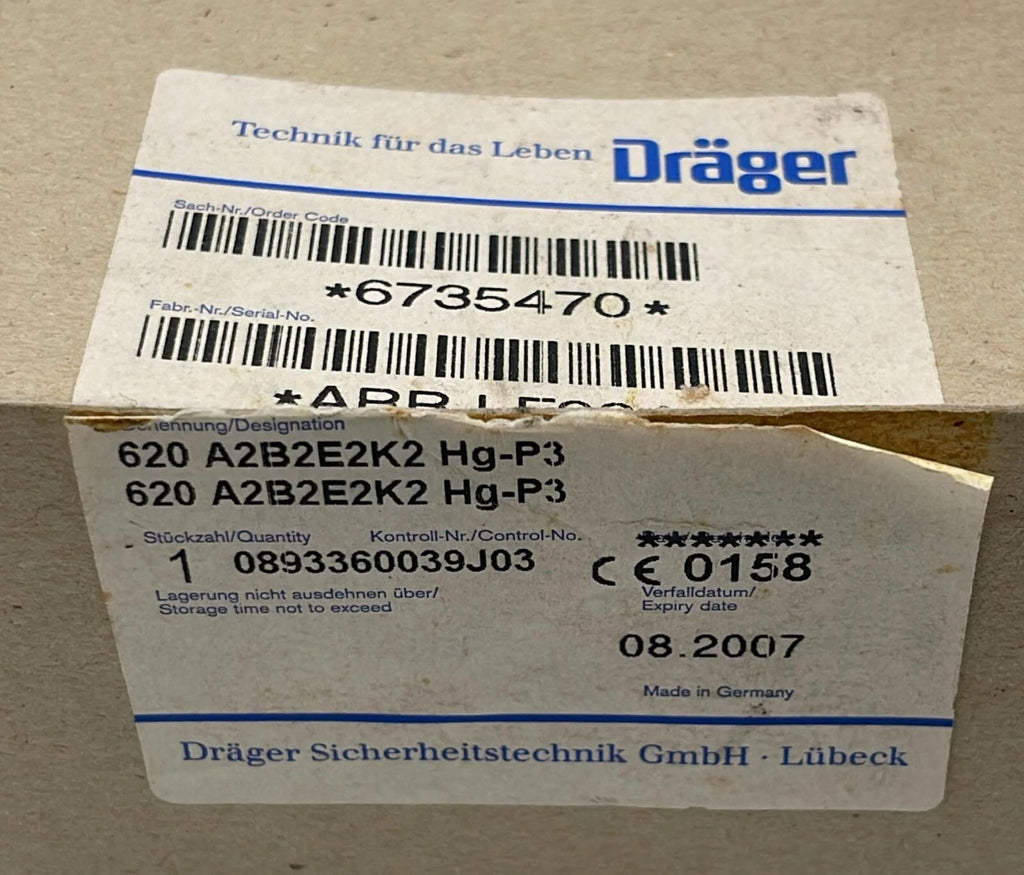 Technik für das Leben Dräger
Sach-Nr./Order Code
*6735470*
Fabr.-Nr./Serial-No.
620 A2B2E2K2 Hg-P3
620 A2B2E2K2 Hg-P3
Stückzahl/Quantity Kontroll-Nr./Control-No. *******
1 0893360039J03 CE 0158
Lagerung nicht ausdehnen über/ Verfalldatum/
Storage time not to exceed Expiry date
08.2007
Made in Germany
Dräger Sicherheitstechnik GmbH · Lübeck